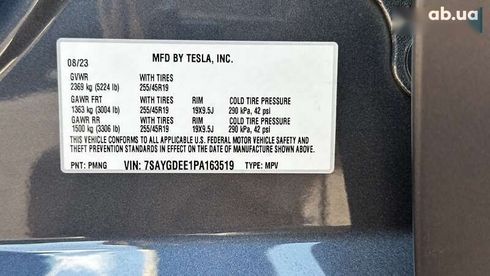 ab.ua
08/23 MFD BY TESLA, INC.
GVWR WITH TIRES
2369 kg (5224 lb) 255/45R19
GAWR FRT WITH TIRES RIM COLD TIRE PRESSURE
1363 kg (3004 lb) 255/45R19 19X9.5J 290 kPa, 42 psi
GAWR RR WITH TIRES RIM COLD TIRE PRESSURE
1500 kg (3306 lb) 255/45R19 19X9.5J 290 kPa, 42 psi
THIS VEHICLE CONFORMS TO ALL APPLICABLE U.S. FEDERAL MOTOR VEHICLE SAFETY
AND THEFT PREVENTION STANDARDS IN EFFECT ON THE DATE OF MANUFACTURE SHOWN
ABOVE.
PNT: PMNG VIN: 7SAYGDEE1PA163519 TYPE: MPV